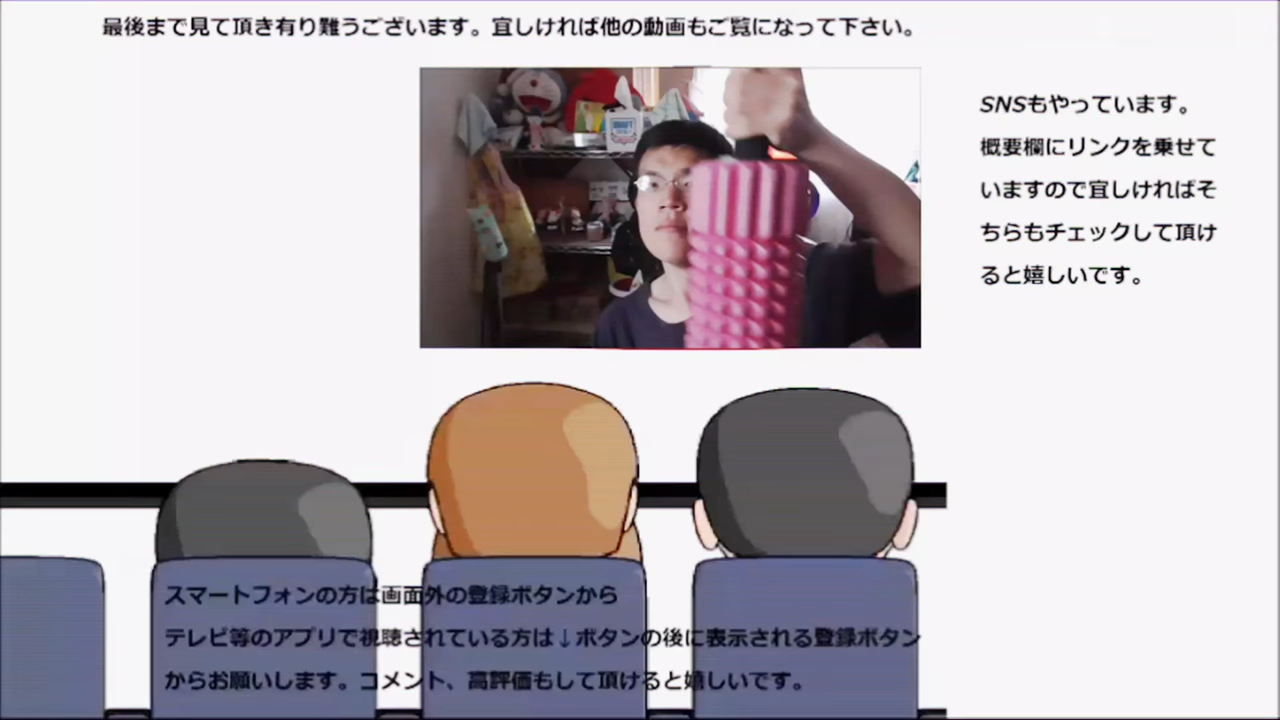 最後まで見て頂き有り難うございます。宜しければ他の動画もご覧になって下さい。
SNSもやっています。
概要欄にリンクを乗せて
いますので宜しければそ
ちらもチェックして頂け
ると嬉しいです。
スマートフォンの方は画面外の登録ボタンから
テレビ等のアプリで視聴されている方は↓ボタンの後に表示される登録ボタン
からお願いします。コメント、高評価もして頂けると嬉しいです。